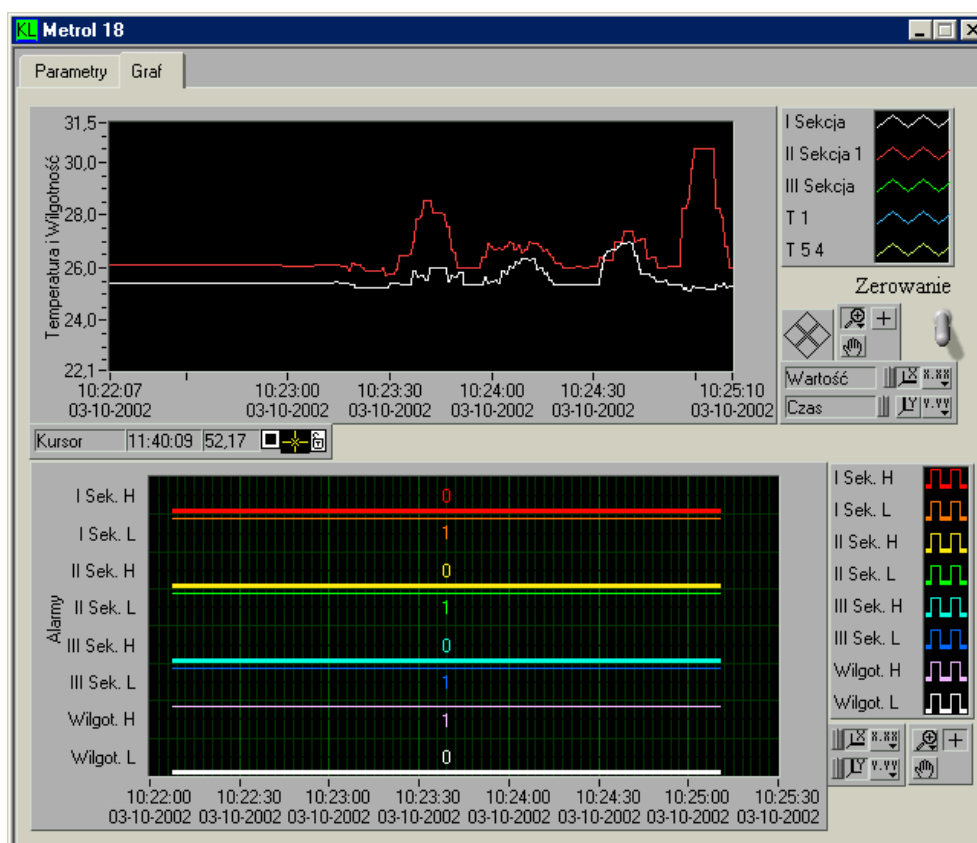 KL Metrol 18
Parametry Graf
Temperatura i Wilgotność
31,5
30,0
28,0
26,0
24,0
22,1
10:22:07 10:23:00 10:23:30 10:24:00 10:24:30 10:25:10
03-10-2002 03-10-2002 03-10-2002 03-10-2002 03-10-2002 03-10-2002
I Sekcja
II Sekcja 1
III Sekcja
T 1
T 5 4
Zerowanie
Wartość X X.XX
Czas Y Y.YY
Kursor 11:40:09 52,17
Alarmy
I Sek. H 0
I Sek. L 1
II Sek. H 0
II Sek. L 1
III Sek. H 0
III Sek. L 1
Wilgot. H 1
Wilgot. L 0
10:22:00 10:22:30 10:23:00 10:23:30 10:24:00 10:24:30 10:25:00 10:25:30
03-10-2002 03-10-2002 03-10-2002 03-10-2002 03-10-2002 03-10-2002 03-10-2002 03-10-2002
I Sek. H
I Sek. L
II Sek. H
II Sek. L
III Sek. H
III Sek. L
Wilgot. H
Wilgot. L
X X.XX
Y Y.YY